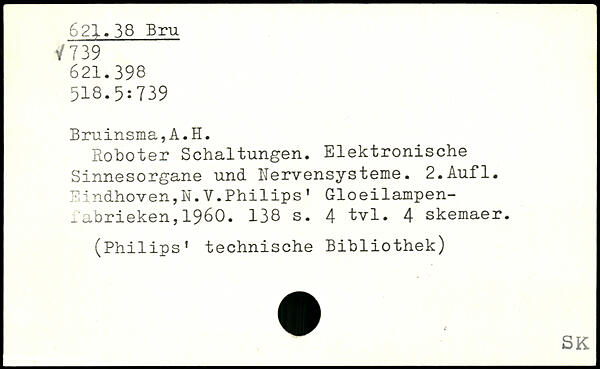 621.38 Bru
√739
621.398
518.5:739
Bruinsma,A.H.
Roboter Schaltungen. Elektronische
Sinnesorgane und Nervensysteme. 2.Aufl.
Eindhoven,N.V.Philips' Gloeilampen-
fabrieken,1960. 138 s. 4 tvl. 4 skemaer.
(Philips' technische Bibliothek)
SK